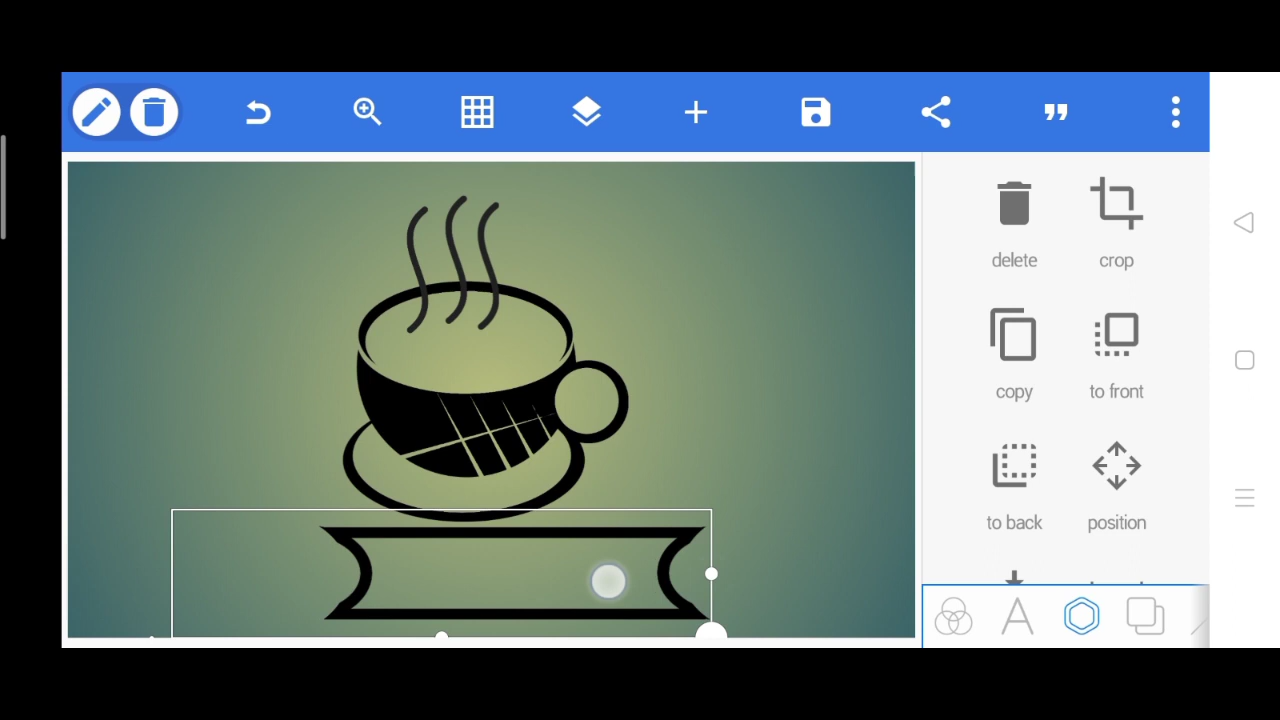 delete
crop
copy
to front
to back
position